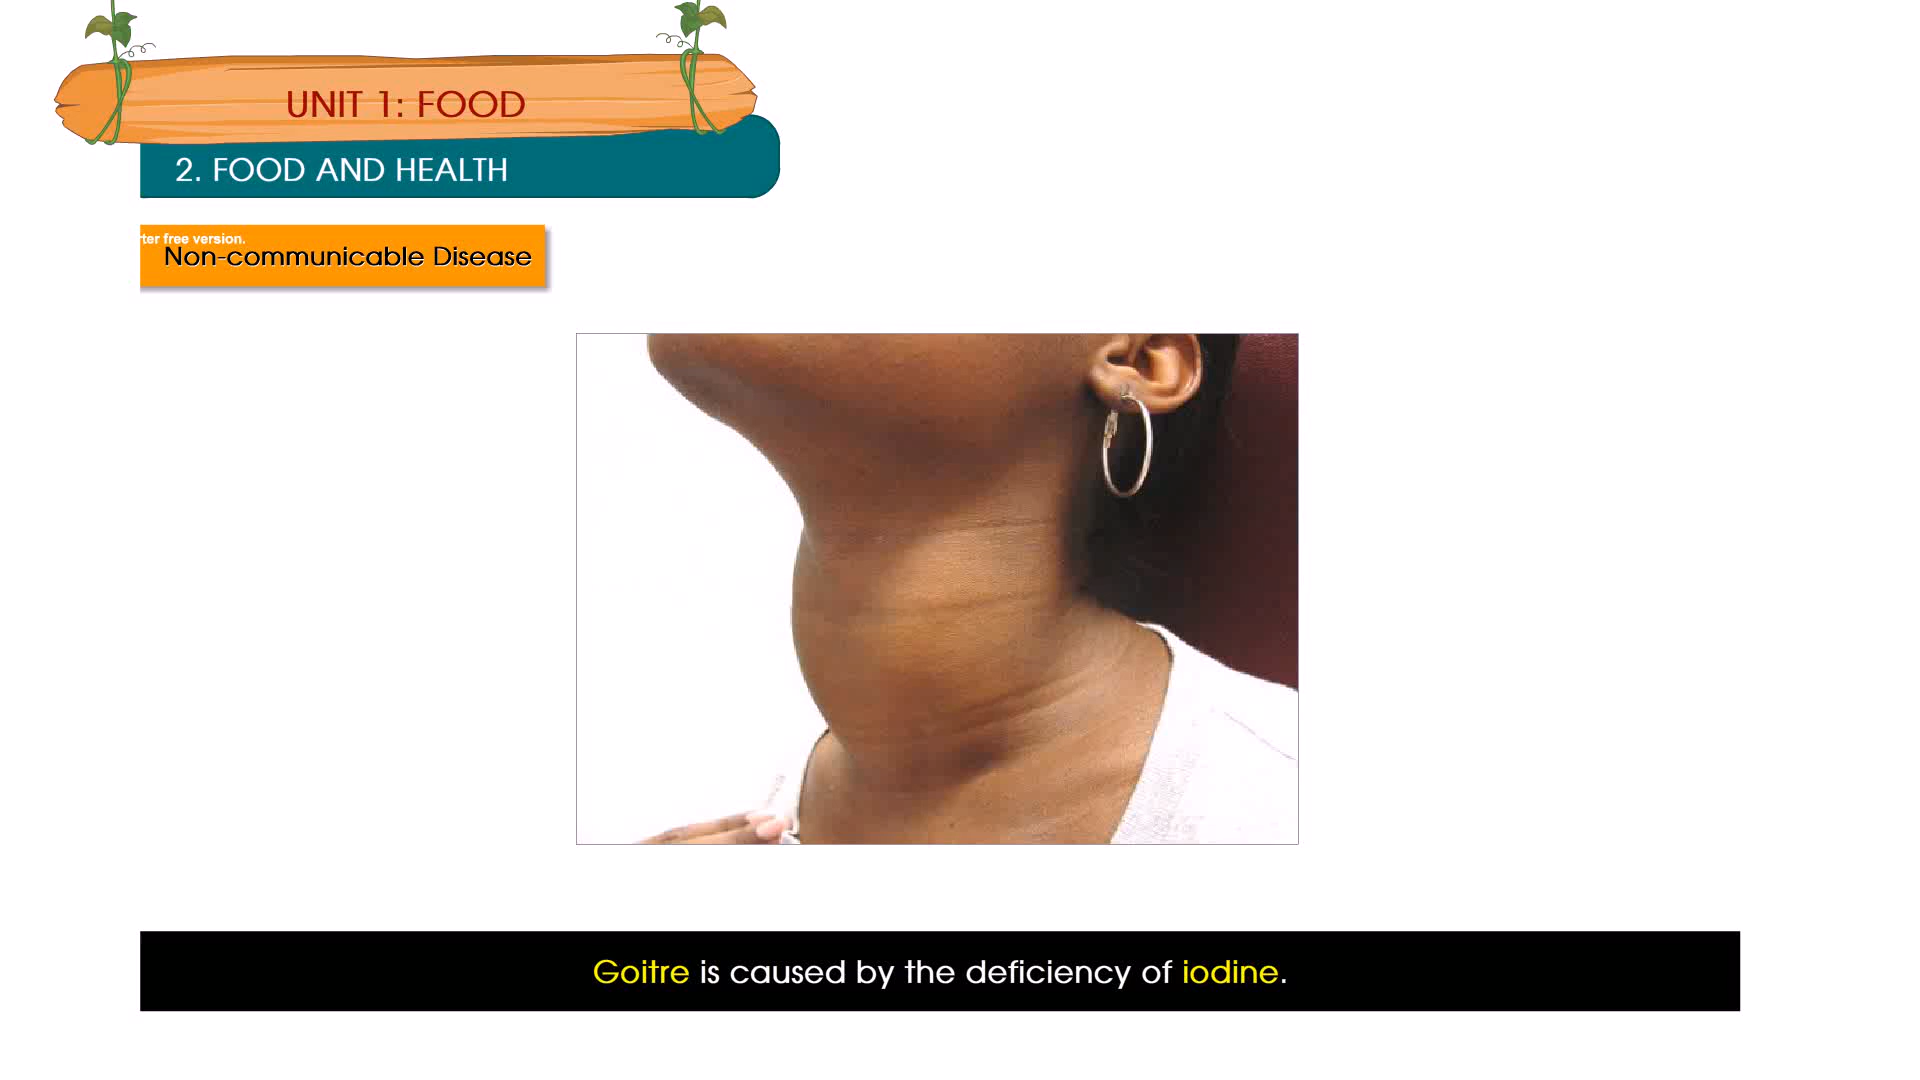 UNIT 1: FOOD
2. FOOD AND HEALTH
rter free version.
Non-communicable Disease
Goitre is caused by the deficiency of iodine.